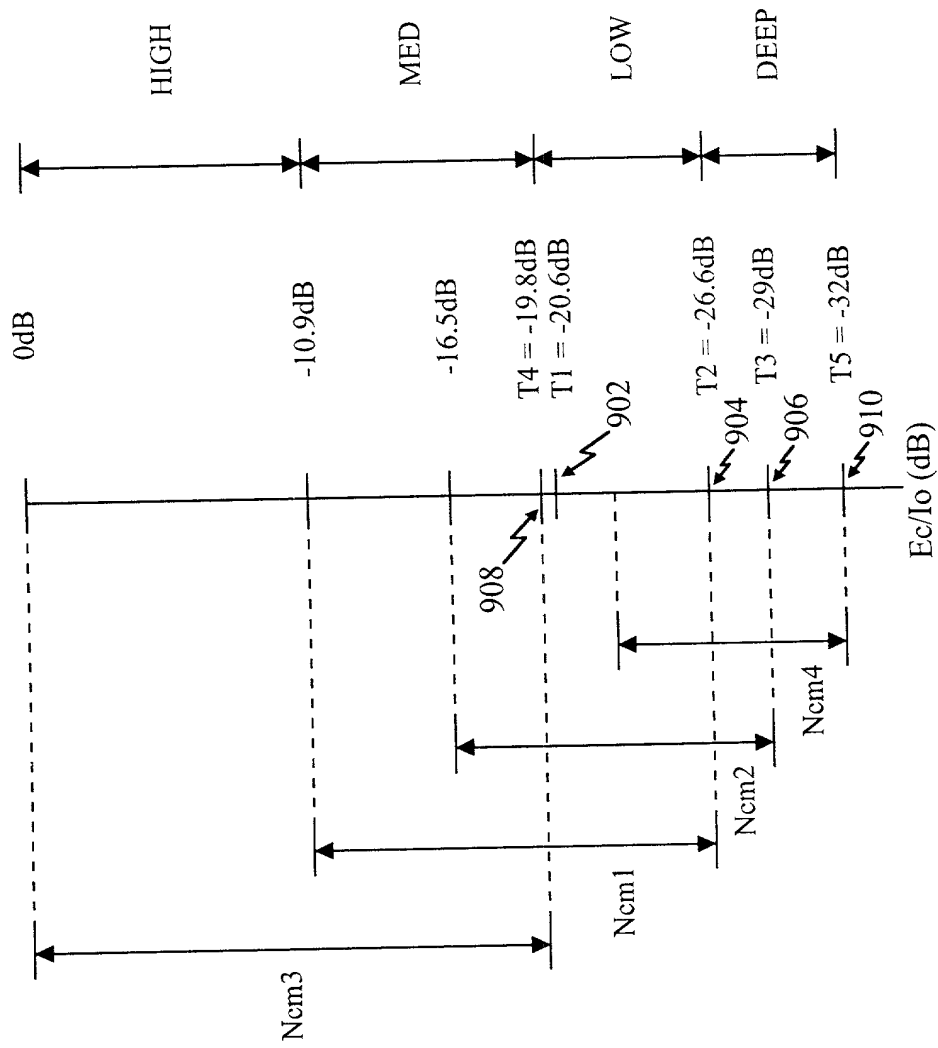 0dB
HIGH
-10.9dB
MED
-16.5dB
T4 = -19.8dB
T1 = -20.6dB
LOW
908
902
T2 = -26.6dB
904
T3 = -29dB
906
DEEP
T5 = -32dB
910
Ec/Io (dB)
Ncm3
Ncm1
Ncm2
Ncm4